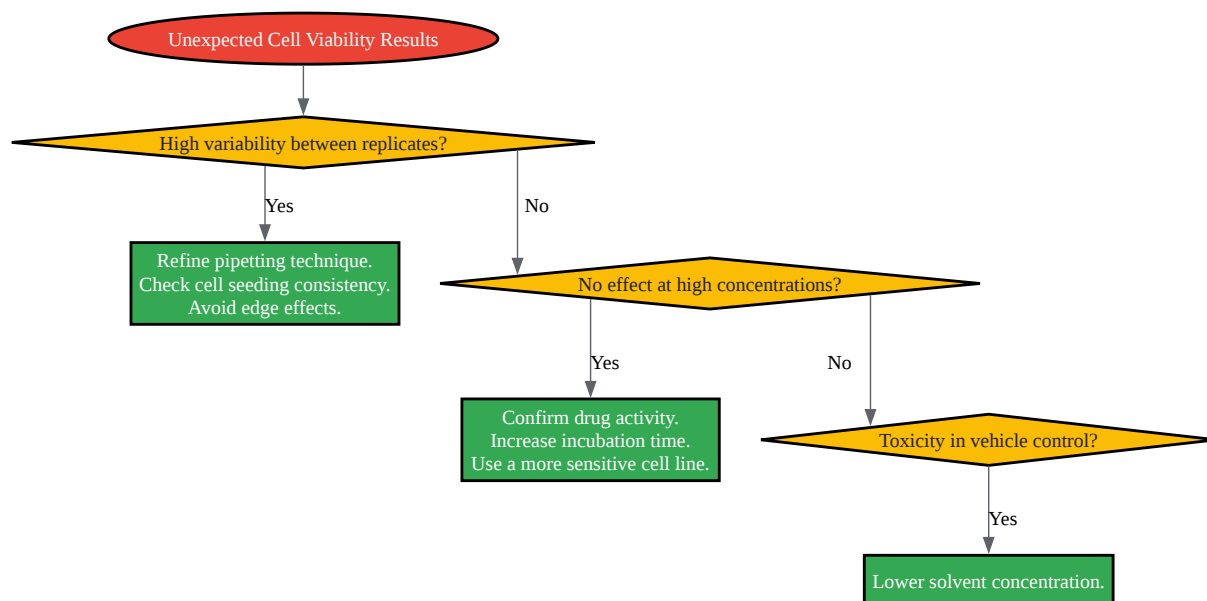 Unexpected Cell Viability Results
High variability between replicates?
Yes
No
Refine pipetting technique.
Check cell seeding consistency.
Avoid edge effects.
No effect at high concentrations?
Yes
No
Confirm drug activity.
Increase incubation time.
Use a more sensitive cell line.
Toxicity in vehicle control?
Yes
Lower solvent concentration.